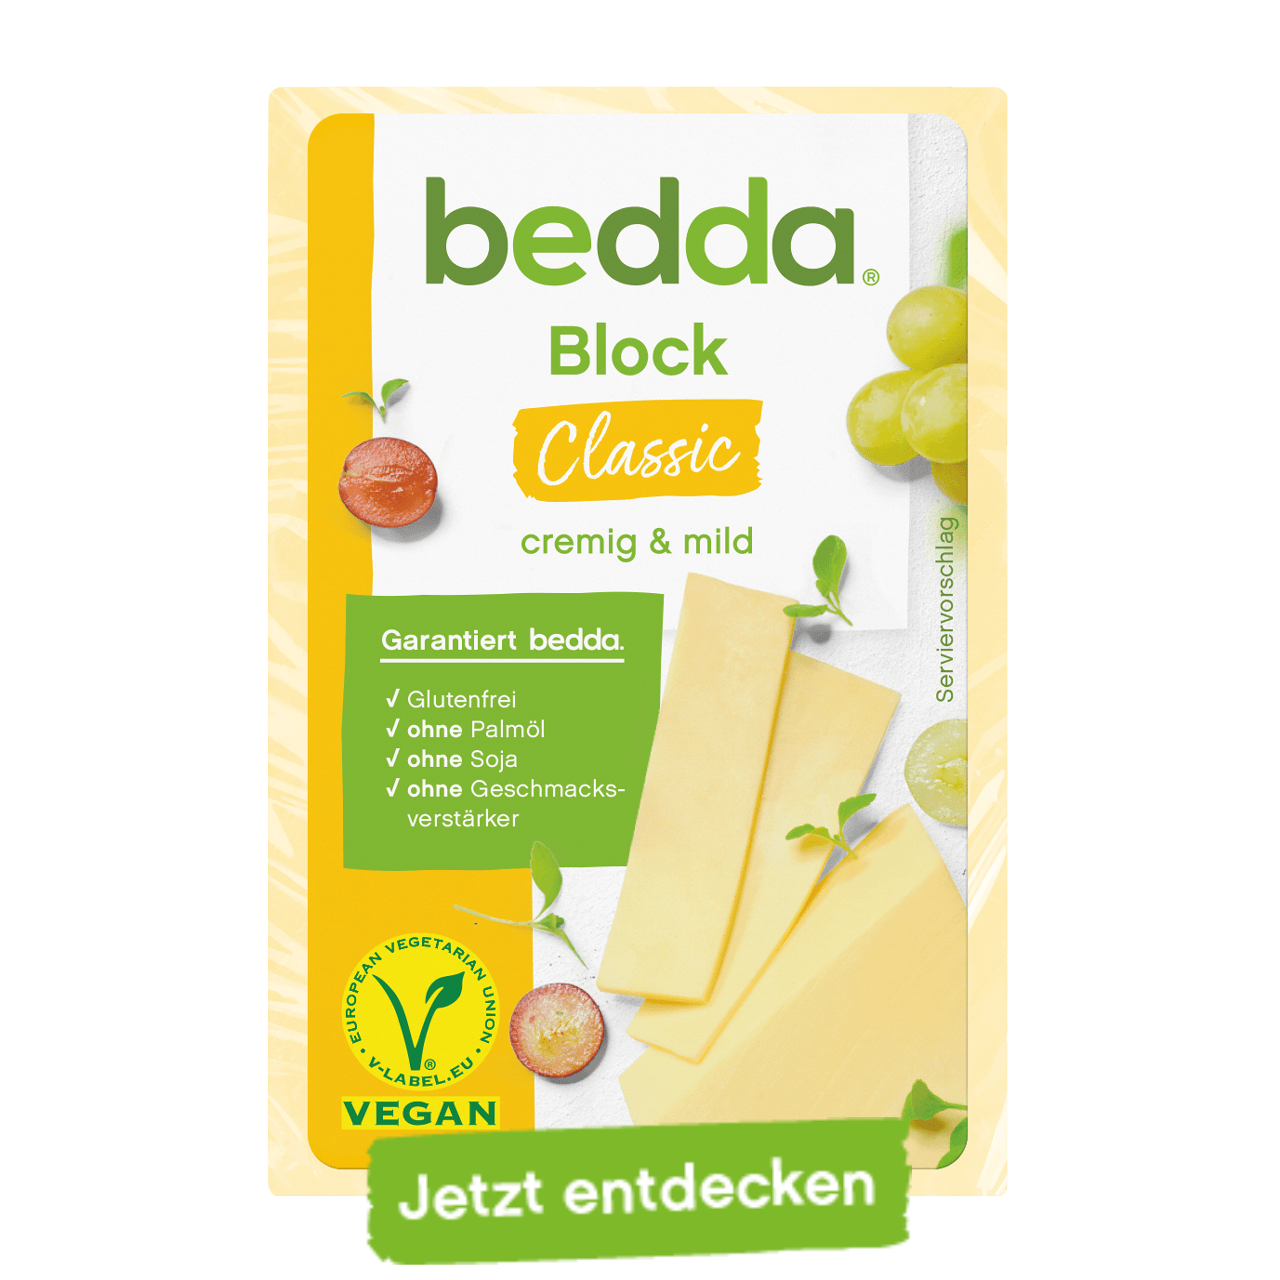 bedda®
Block
Classic
cremig & mild
Serviervorschlag
Garantiert bedda.
✓ Glutenfrei
✓ ohne Palmöl
✓ ohne Soja
✓ ohne Geschmacks-
verstärker
EUROPEAN VEGETARIAN UNION
• V-LABEL.EU •
®
VEGAN
Jetzt entdecken